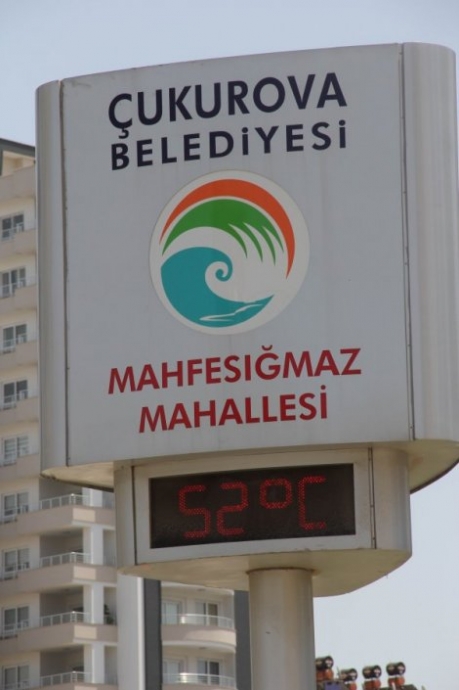 ÇUKUROVA
BELEDİYESİ
MAHFESIĞMAZ
MAHALLESİ
52°C